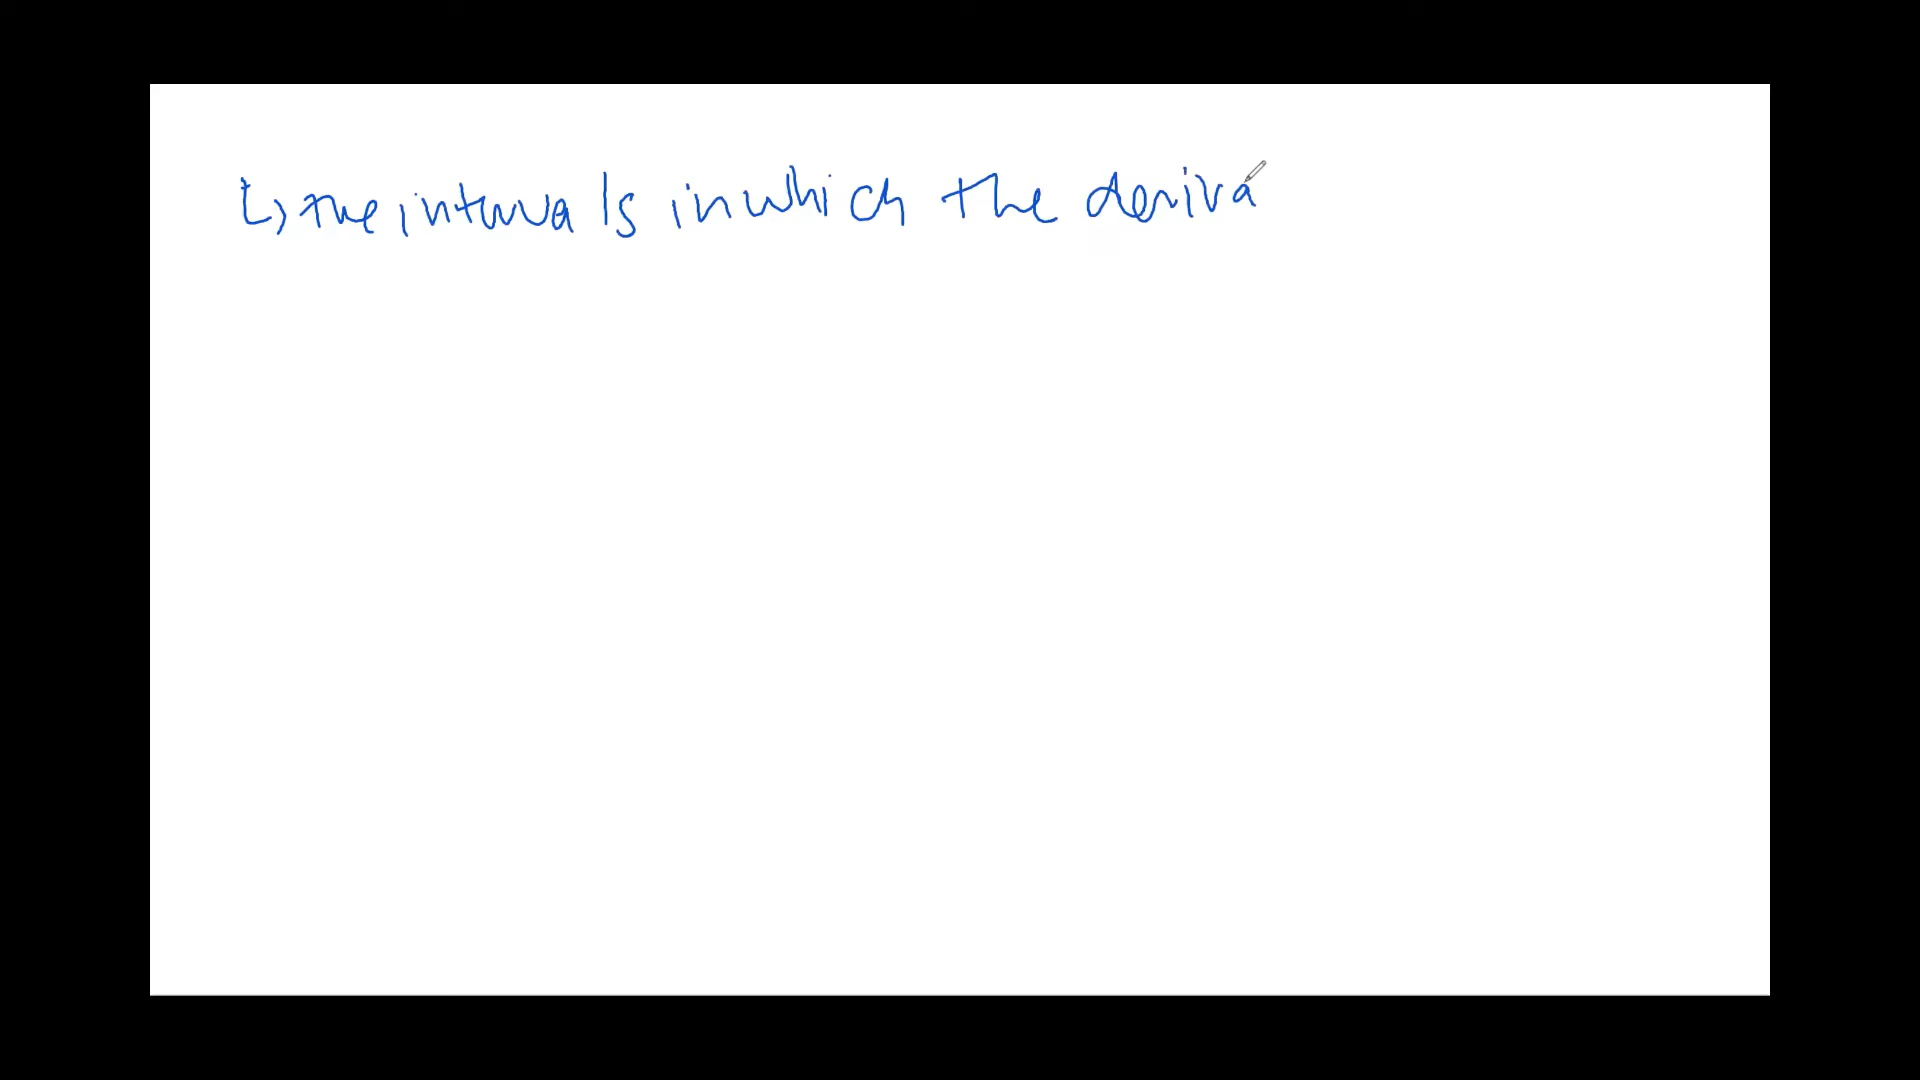 ↳ the intervals in which the deriva